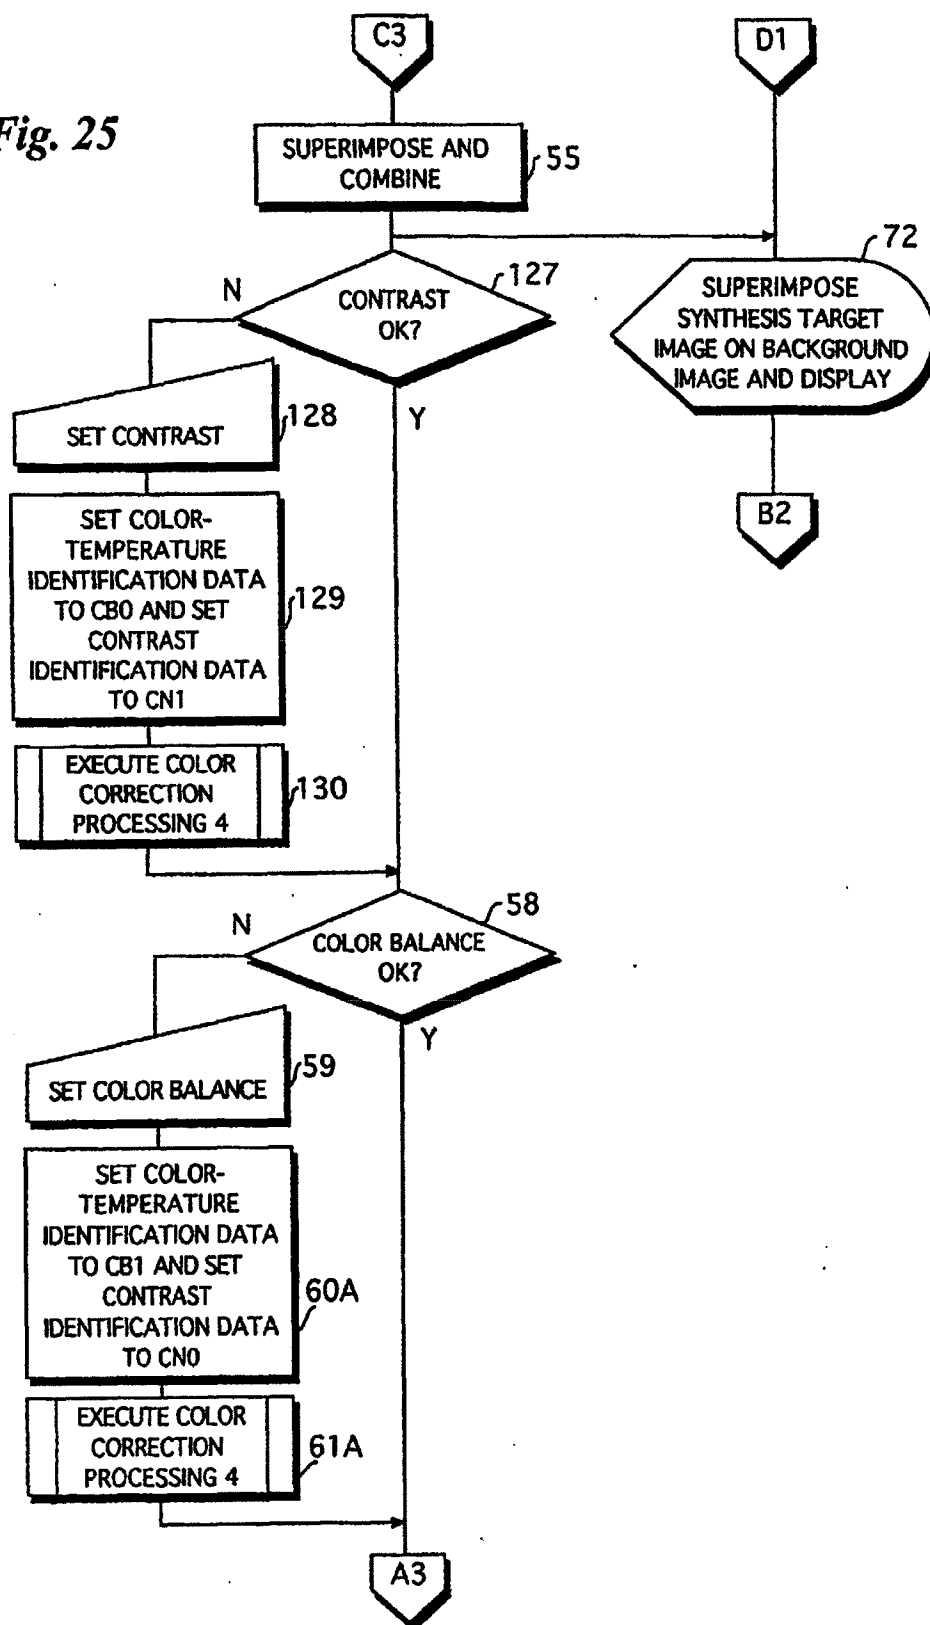 C3
D1
Fig. 25
SUPERIMPOSE AND
COMBINE
55
72
127
N
CONTRAST
OK?
SUPERIMPOSE
SYNTHESIS TARGET
IMAGE ON BACKGROUND
IMAGE AND DISPLAY
Y
128
SET CONTRAST
B2
SET COLOR-
TEMPERATURE
IDENTIFICATION DATA
TO CB0 AND SET
CONTRAST
IDENTIFICATION DATA
TO CN1
129
EXECUTE COLOR
CORRECTION
PROCESSING 4
130
N
58
COLOR BALANCE
OK?
Y
59
SET COLOR BALANCE
SET COLOR-
TEMPERATURE
IDENTIFICATION DATA
TO CB1 AND SET
CONTRAST
IDENTIFICATION DATA
TO CN0
60A
EXECUTE COLOR
CORRECTION
PROCESSING 4
61A
A3